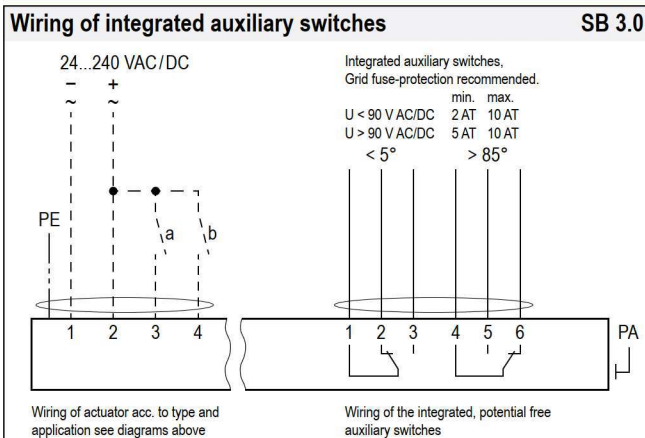 Wiring of integrated auxiliary switches SB 3.0
24...240 VAC/DC
− +
~ ~
PE
a b
1 2 3 4
Wiring of actuator acc. to type and
application see diagrams above
Integrated auxiliary switches,
Grid fuse-protection recommended.
min. max.
U < 90 V AC/DC 2 AT 10 AT
U > 90 V AC/DC 5 AT 10 AT
< 5° > 85°
1 2 3 4 5 6
PA
Wiring of the integrated, potential free
auxiliary switches